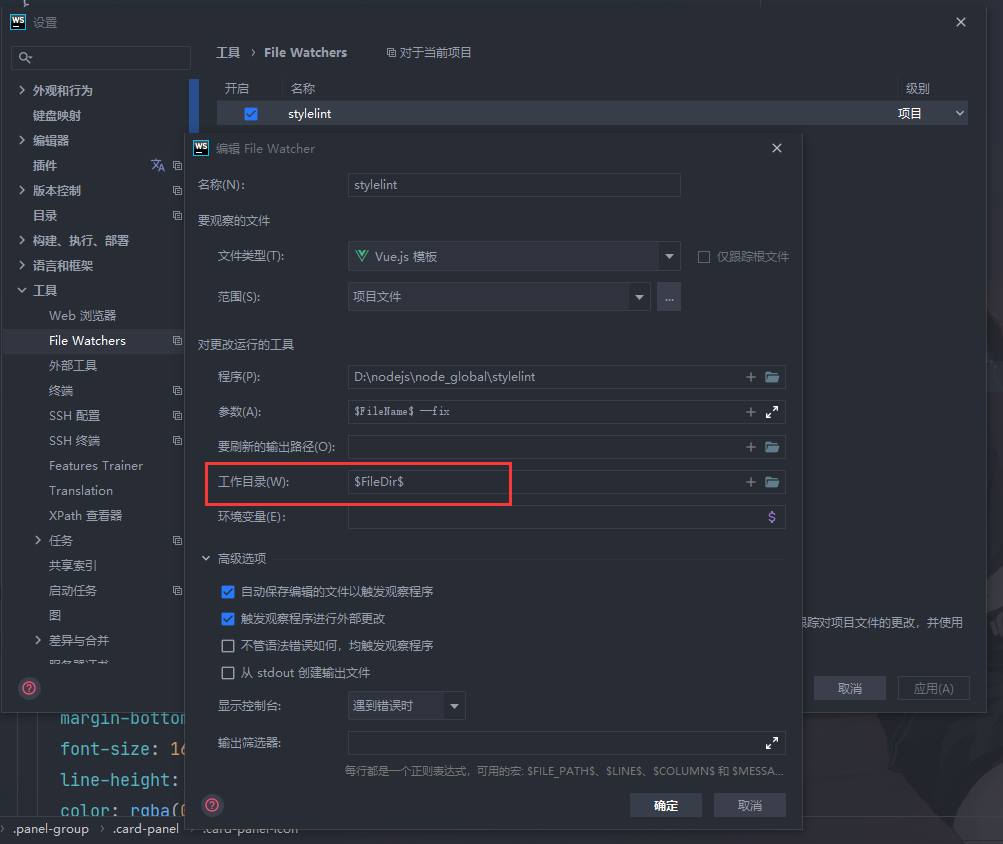 WS 设置
工具 › File Watchers 对于当前项目
外观和行为
键盘映射
编辑器
插件
版本控制
目录
构建、执行、部署
语言和框架
工具
Web 浏览器
File Watchers
外部工具
终端
SSH 配置
SSH 终端
Features Trainer
Translation
XPath 查看器
任务
共享索引
启动任务
图
差异与合并
开启 名称 级别
stylelint 项目
WS 编辑 File Watcher
名称(N): stylelint
要观察的文件
文件类型(T): Vue.js 模板 仅跟踪根文件
范围(S): 项目文件 ...
对更改运行的工具
程序(P): D:\nodejs\node_global\stylelint
参数(A): $FileName$ --fix
要刷新的输出路径(O):
工作目录(W): $FileDir$
环境变量(E): $
高级选项
自动保存编辑的文件以触发观察程序
触发观察程序进行外部更改
不管语法错误如何，均触发观察程序
从 stdout 创建输出文件
显示控制台: 遇到错误时
输出筛选器:
每行都是一个正则表达式，可用的宏: $FILE_PATH$、$LINE$、$COLUMN$ 和 $MESSA...
? 确定 取消
踪对项目文件的更改，并使用
? 取消 应用(A)
margin-bottom
font-size: 16
line-height:
color: rgba(
.panel-group › .card-panel › .card-panel-icon